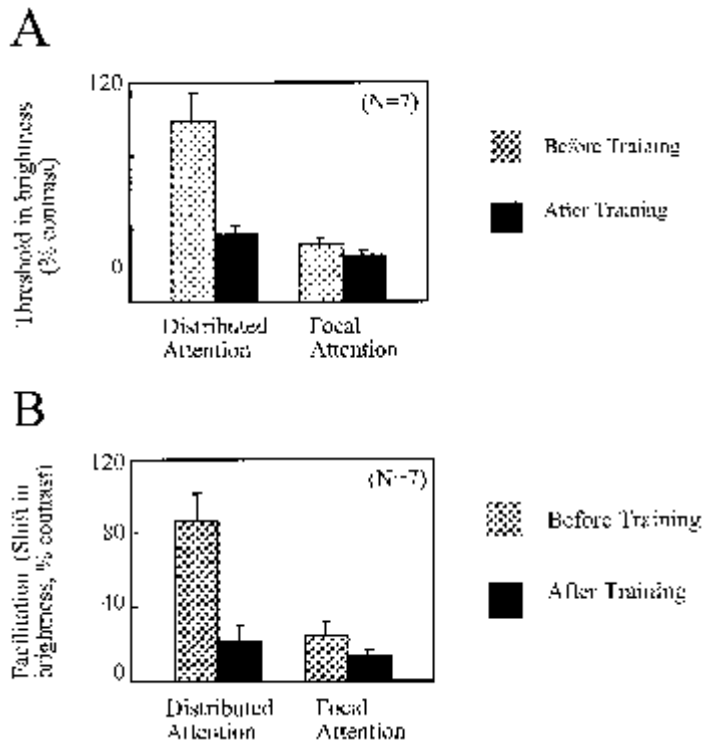 A
120
(N=7)
Threshold in brightness
(% contrast)
0
Before Training
After Training
Distributed
Attention
Focal
Attention
B
120
(N=7)
Facilitation (Shift in
brightness, % contrast)
80
40
0
Before Training
After Training
Distributed
Attention
Focal
Attention